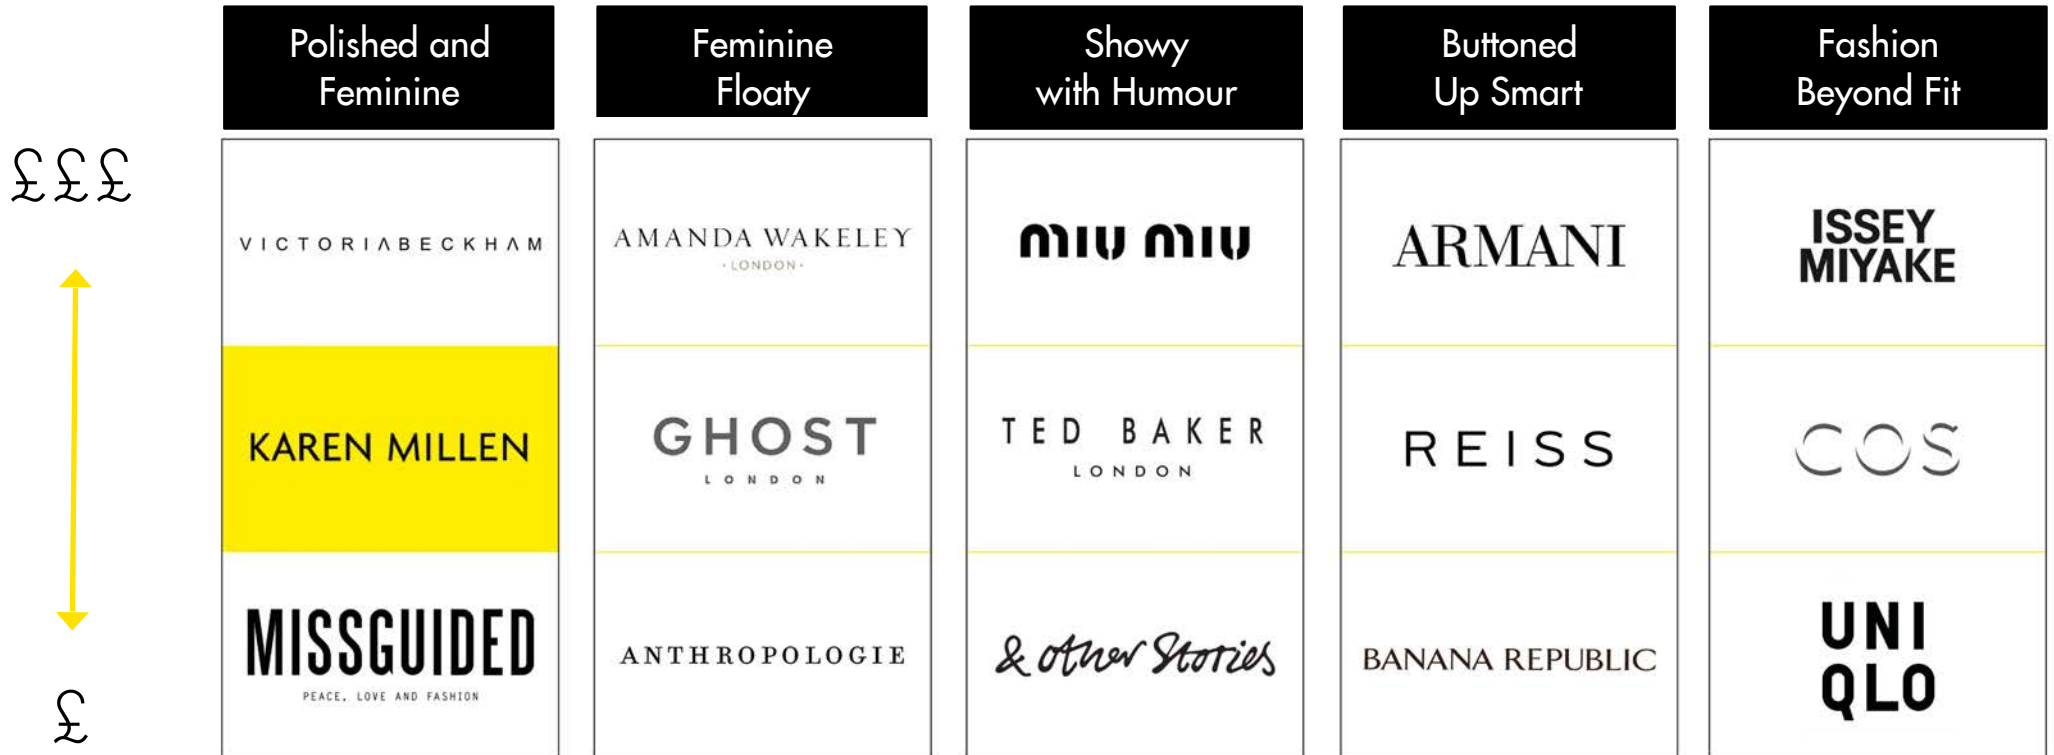 Polished and
Feminine
Feminine
Floaty
Showy
with Humour
Buttoned
Up Smart
Fashion
Beyond Fit
£££
VICTORIABECKHAM
AMANDA WAKELEY
·LONDON·
miu miu
ARMANI
ISSEY
MIYAKE
KAREN MILLEN
GHOST
LONDON
TED BAKER
LONDON
REISS
COS
MISSGUIDED
PEACE, LOVE AND FASHION
ANTHROPOLOGIE
& other Stories
BANANA REPUBLIC
UNI
QLO
£